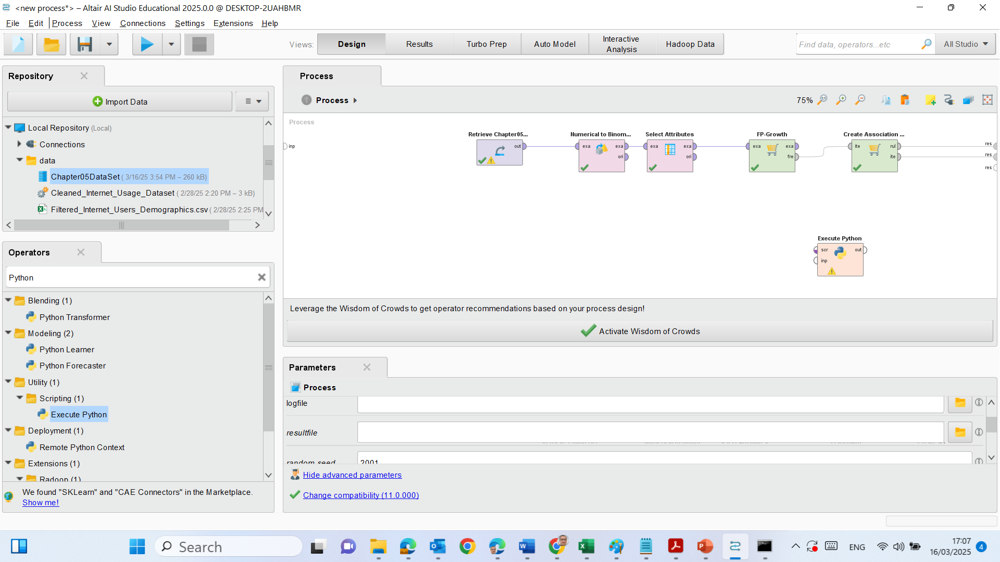 <new process*> – Altair AI Studio Educational 2025.0.0 @ DESKTOP-2UAHBMR
File Edit Process View Connections Settings Extensions Help
Views: Design Results Turbo Prep Auto Model Interactive Analysis Hadoop Data
Find data, operators...etc All Studio
Repository
Import Data
Local Repository (Local)
Connections
data
Chapter05DataSet ( 3/16/25 3:54 PM – 260 kB)
Cleaned_Internet_Usage_Dataset ( 2/28/25 2:20 PM – 3 kB)
Filtered_Internet_Users_Demographics.csv ( 2/28/25 2:25 PM
Operators
Python
Blending (1)
Python Transformer
Modeling (2)
Python Learner
Python Forecaster
Utility (1)
Scripting (1)
Execute Python
Deployment (1)
Remote Python Context
Extensions (1)
Radoop (1)
We found "SKLearn" and "CAE Connectors" in the Marketplace.
Show me!
Process
Process
75%
Process
inp
Retrieve Chapter05...
out
Numerical to Binom...
exa exa
ori
Select Attributes
exa exa
ori
FP-Growth
exa exa
fre
Create Association ...
ite rul
ite
res
res
res
Execute Python
scr out
inp
Leverage the Wisdom of Crowds to get operator recommendations based on your process design!
Activate Wisdom of Crowds
Parameters
Process
logfile
resultfile
random seed 2001
Hide advanced parameters
Change compatibility (11.0.000)
Search
ENG
17:07
16/03/2025
4